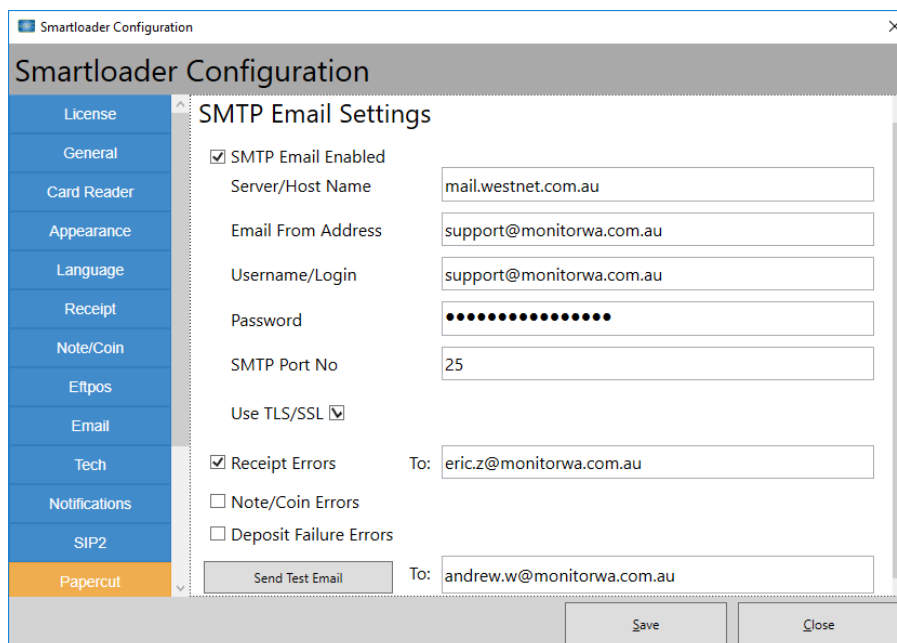 Smartloader Configuration
Smartloader Configuration
License
General
Card Reader
Appearance
Language
Receipt
Note/Coin
Eftpos
Email
Tech
Notifications
SIP2
Papercut
SMTP Email Settings
SMTP Email Enabled
Server/Host Name mail.westnet.com.au
Email From Address support@monitorwa.com.au
Username/Login support@monitorwa.com.au
Password ●●●●●●●●●●●●●●●●
SMTP Port No 25
Use TLS/SSL
Receipt Errors To: eric.z@monitorwa.com.au
Note/Coin Errors
Deposit Failure Errors
Send Test Email To: andrew.w@monitorwa.com.au
Save Close